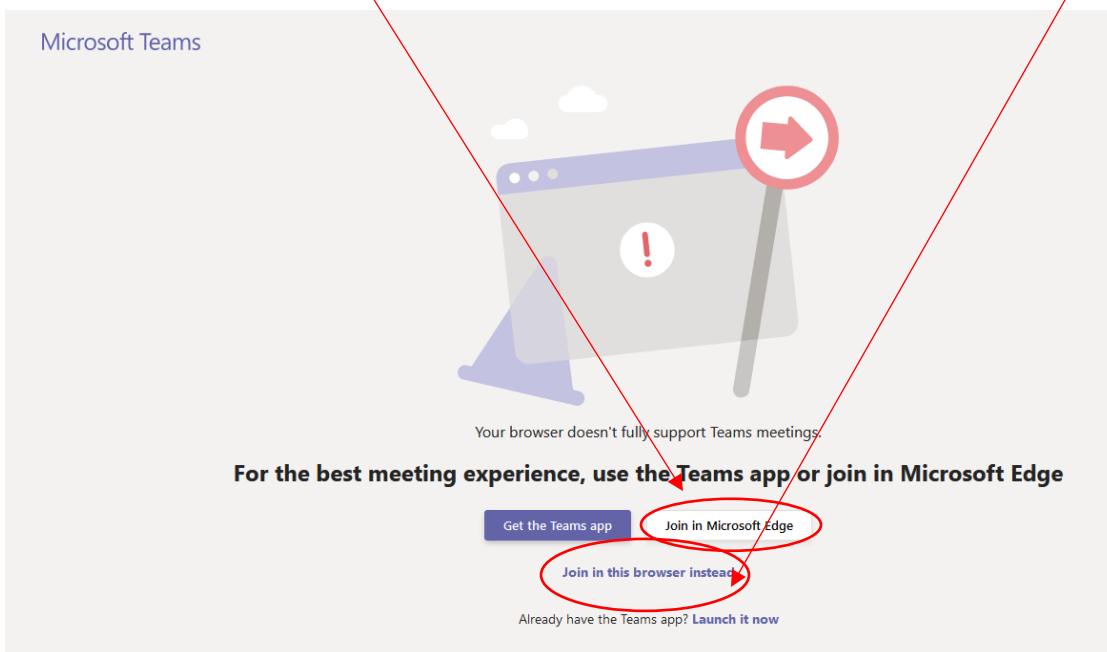 Microsoft Teams
Your browser doesn't fully support Teams meetings.
For the best meeting experience, use the Teams app or join in Microsoft Edge
Get the Teams app
Join in Microsoft Edge
Join in this browser instead
Already have the Teams app? Launch it now